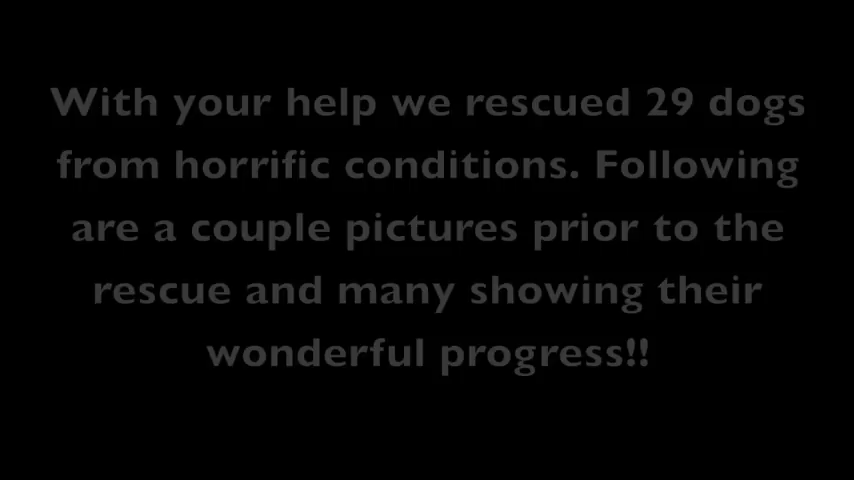 With your help we rescued 29 dogs
from horrific conditions. Following
are a couple pictures prior to the
rescue and many showing their
wonderful progress!!